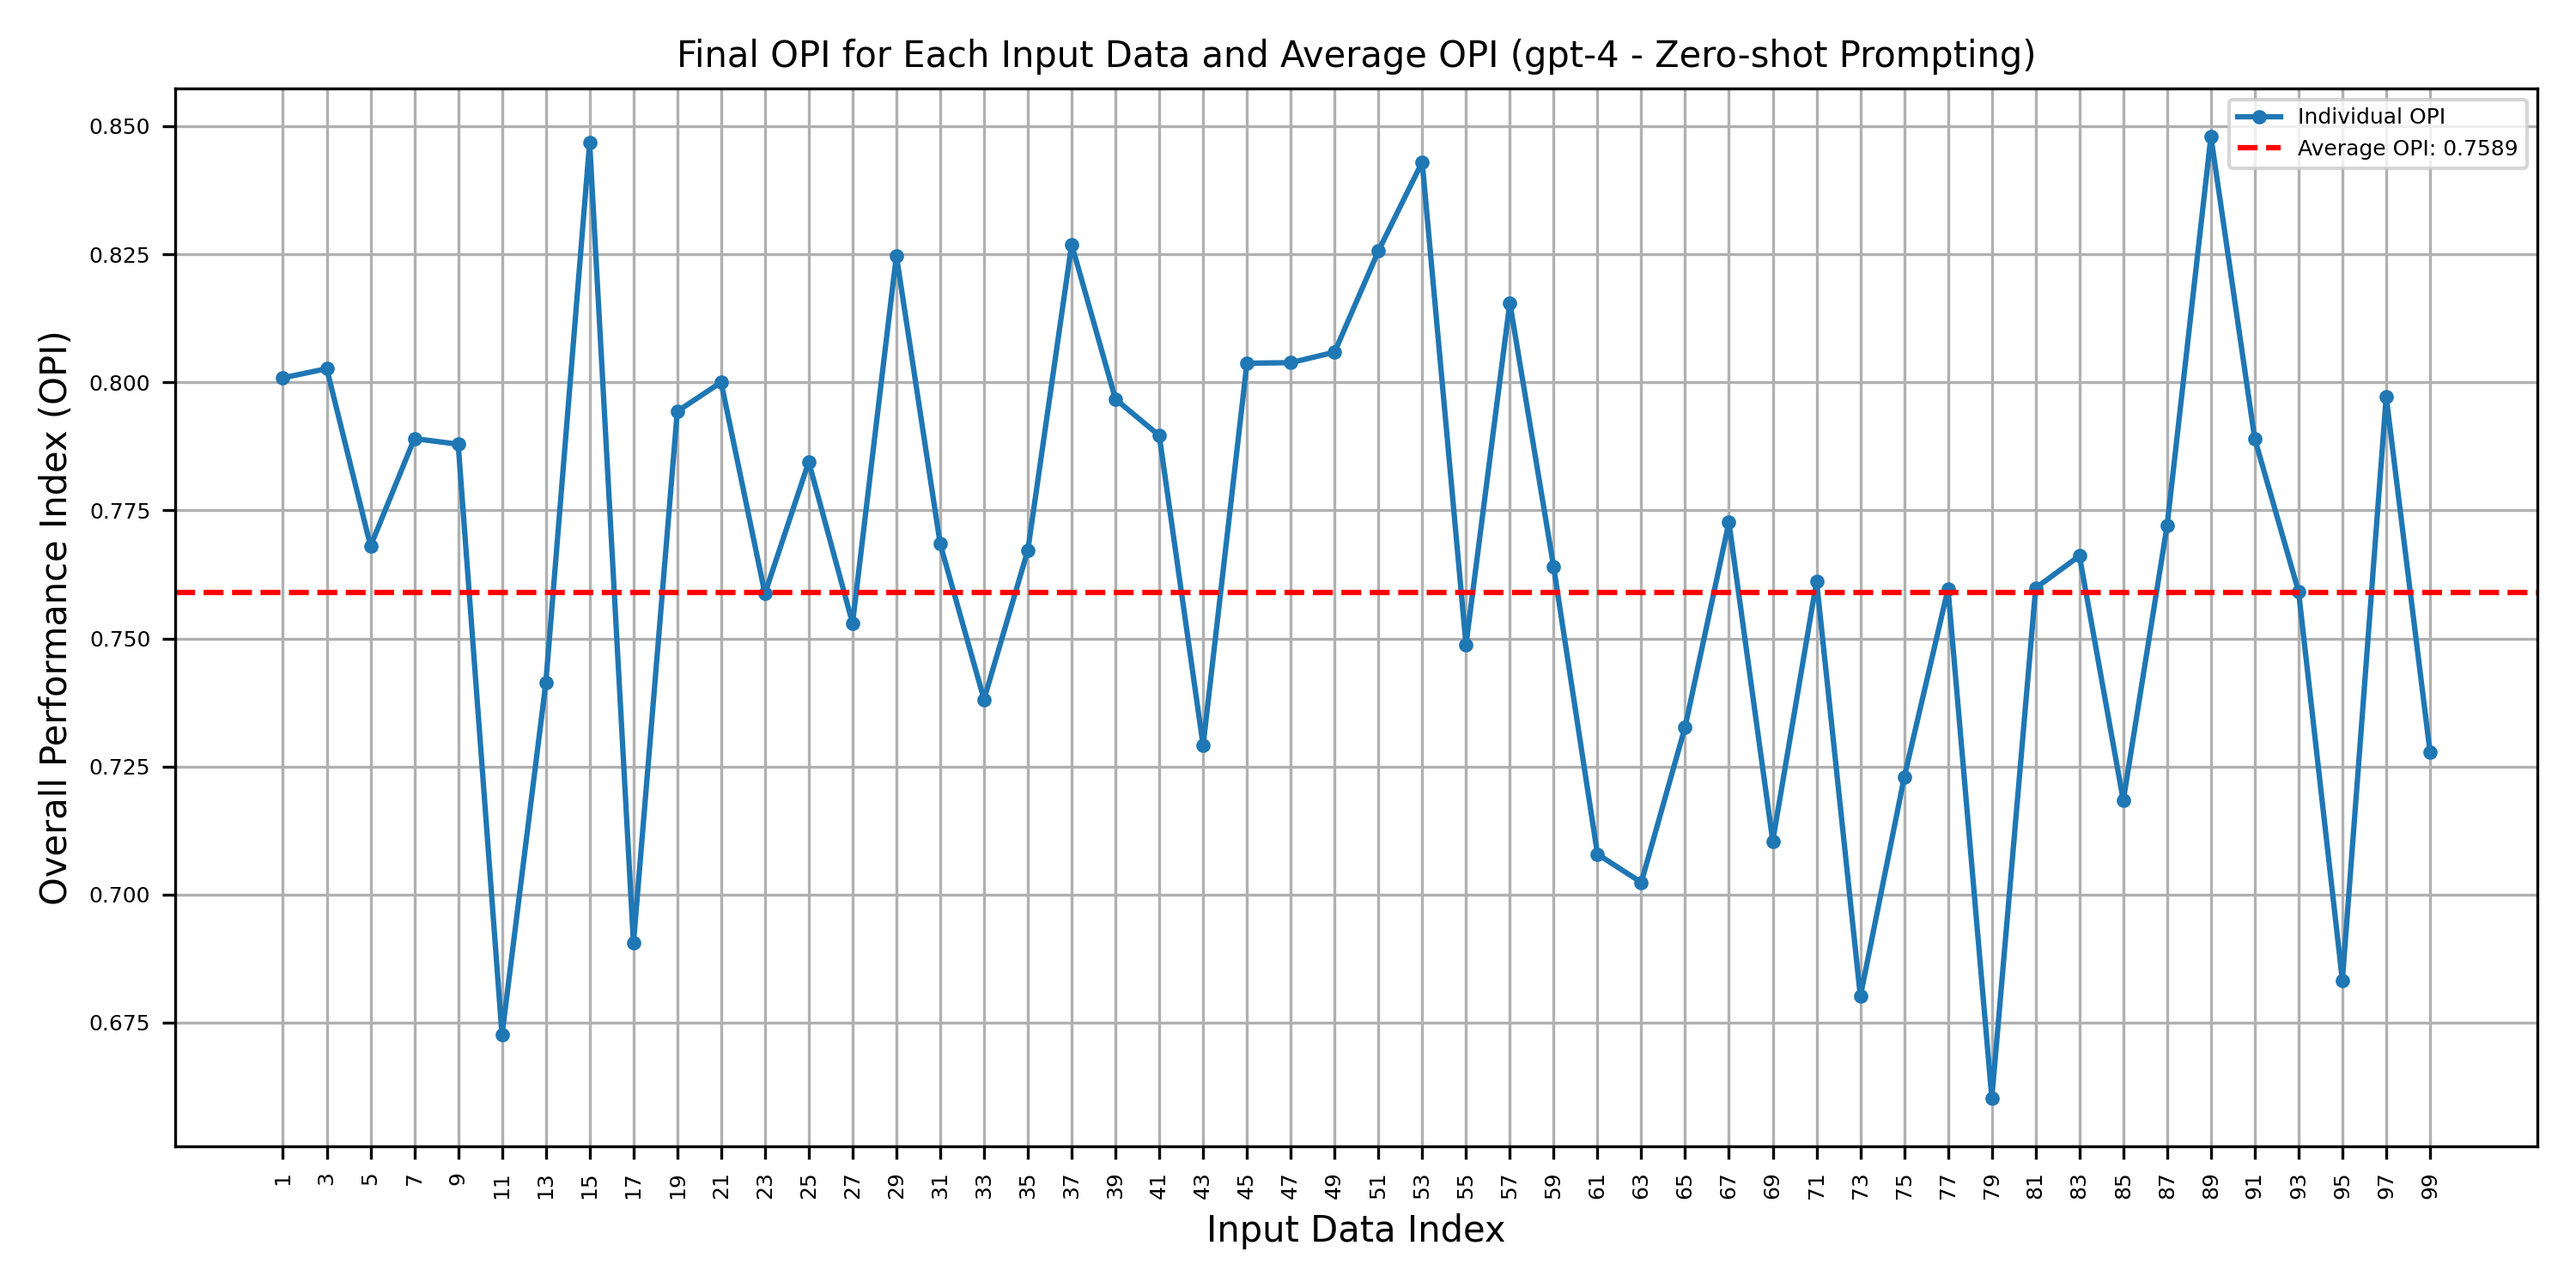 Final OPI for Each Input Data and Average OPI (gpt-4 - Zero-shot Prompting)
Individual OPI
Average OPI: 0.7589
Overall Performance Index (OPI)
0.850
0.825
0.800
0.775
0.750
0.725
0.700
0.675
1 3 5 7 9 11 13 15 17 19 21 23 25 27 29 31 33 35 37 39 41 43 45 47 49 51 53 55 57 59 61 63 65 67 69 71 73 75 77 79 81 83 85 87 89 91 93 95 97 99
Input Data Index